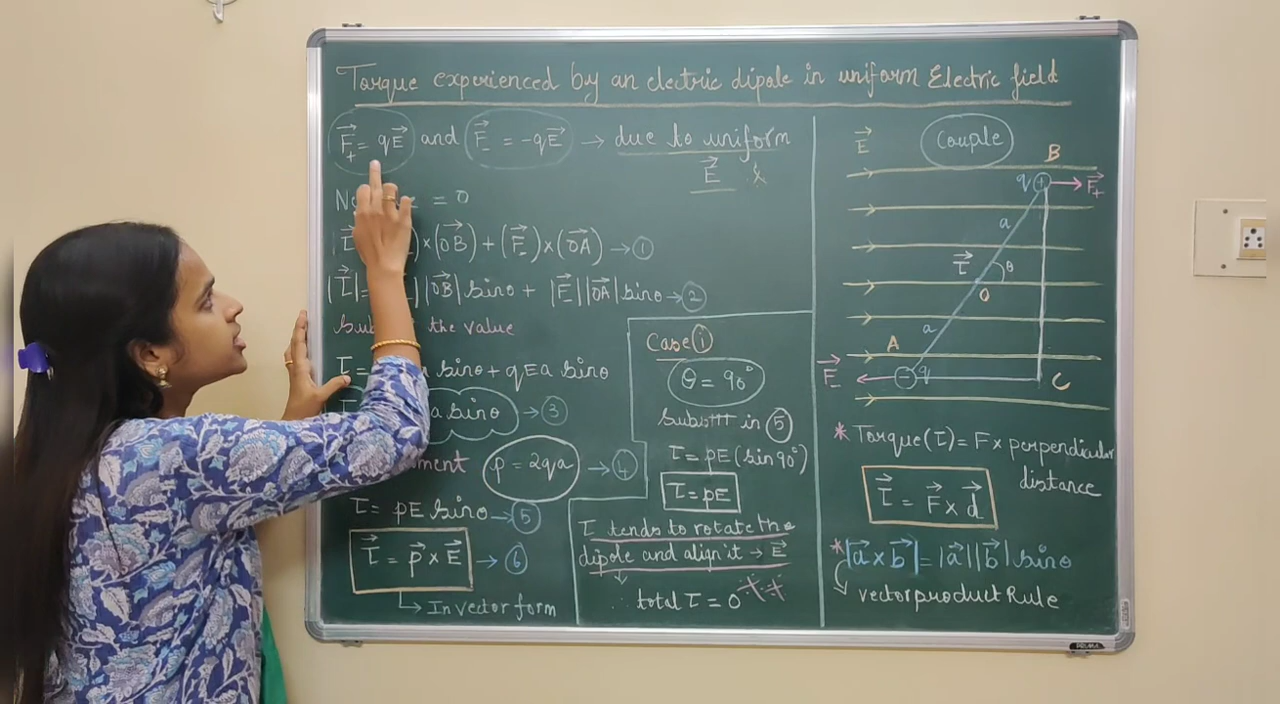 Torque experienced by an electric dipole in uniform Electric field
F⃗₊ = qE⃗ and F⃗₋ = -qE⃗ → due to uniform
E⃗ &
= 0
×(OB⃗) + (F⃗₋)×(OA⃗) → ①
|τ⃗| = |OB⃗| sinθ + |F⃗₋||OA⃗| sinθ → ②
the value
τ = a sinθ + qEa sinθ
a sinθ → ③
p = 2qa → ④
τ = pE sinθ → ⑤
τ⃗ = p⃗ × E⃗ → ⑥
↳ In vector form
Case ①
θ = 90°
Substt in ⑤
τ = pE (sin 90°)
τ = pE
τ tends to rotate the
dipole and align it → E⃗
∴ total τ = 0
E⃗
Couple
B
q + → F⃗₊
a
τ⃗ θ
O
a
A
F⃗₋ ← − q
C
* Torque (τ) = F × perpendicular
distance
τ⃗ = F⃗ × d⃗
* |a⃗ × b⃗| = |a⃗||b⃗| sinθ
vector product Rule